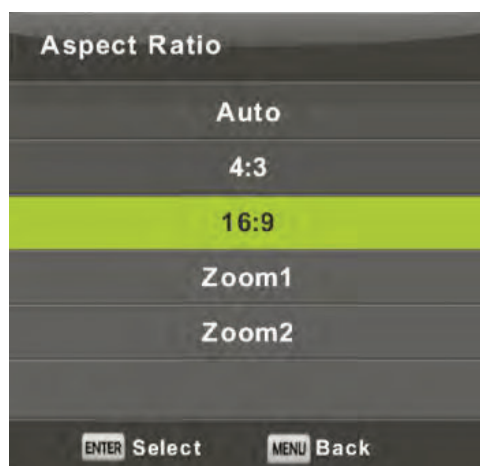 Aspect Ratio
Auto
4:3
16:9
Zoom1
Zoom2
ENTER Select MENU Back